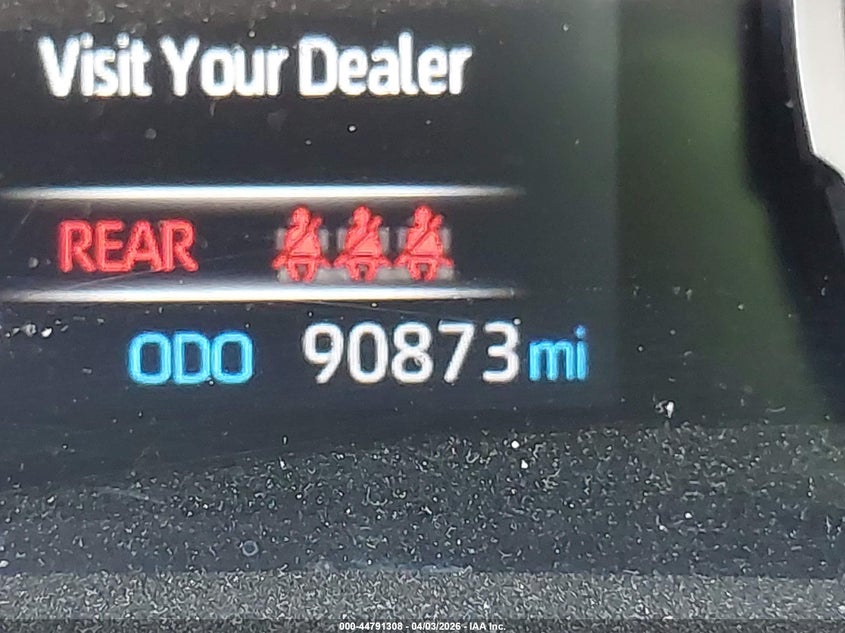 Visit Your Dealer
REAR
ODO 90873 mi
000-44791308 - 04/03/2026 - IAA Inc.